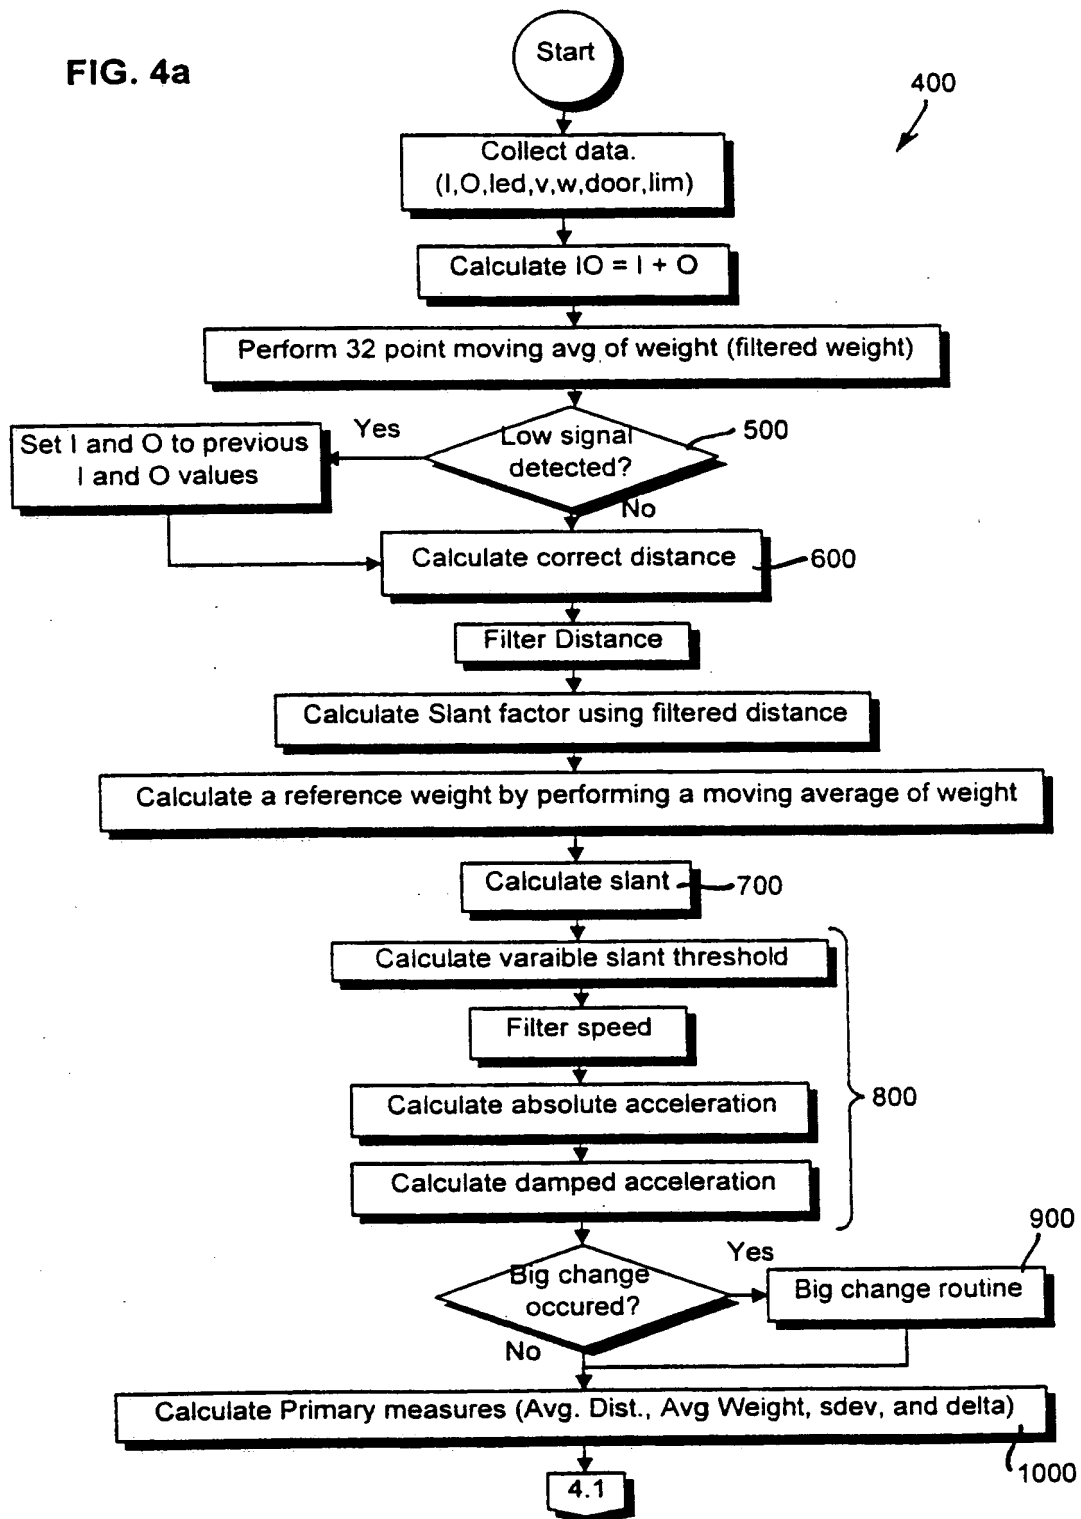 FIG. 4a
Start
400
Collect data.
(I,O,led,v,w,door,lim)
Calculate IO = I + O
Perform 32 point moving avg of weight (filtered weight)
Yes
Low signal
detected?
500
Set I and O to previous
I and O values
No
Calculate correct distance
600
Filter Distance
Calculate Slant factor using filtered distance
Calculate a reference weight by performing a moving average of weight
Calculate slant
700
Calculate varaible slant threshold
Filter speed
Calculate absolute acceleration
800
Calculate damped acceleration
900
Yes
Big change
occured?
Big change routine
No
Calculate Primary measures (Avg. Dist., Avg Weight, sdev, and delta)
1000
4.1